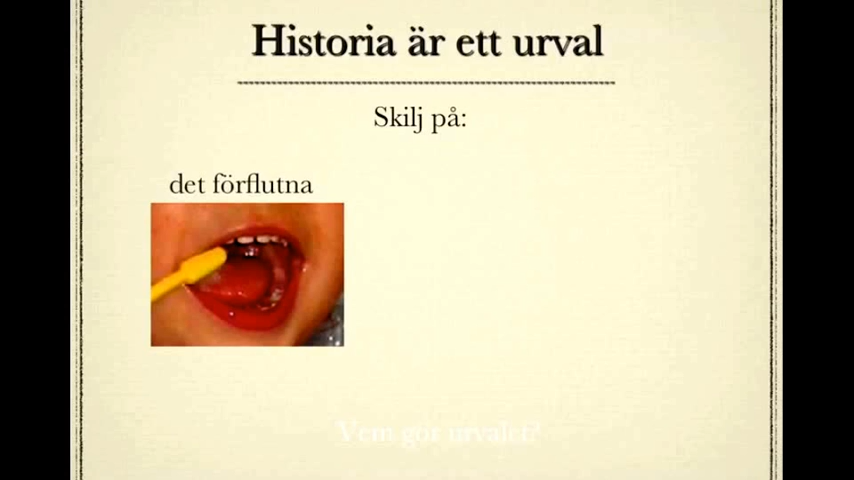 Historia är ett urval
Skilj på:
det förflutna
Vem gör urvalet?